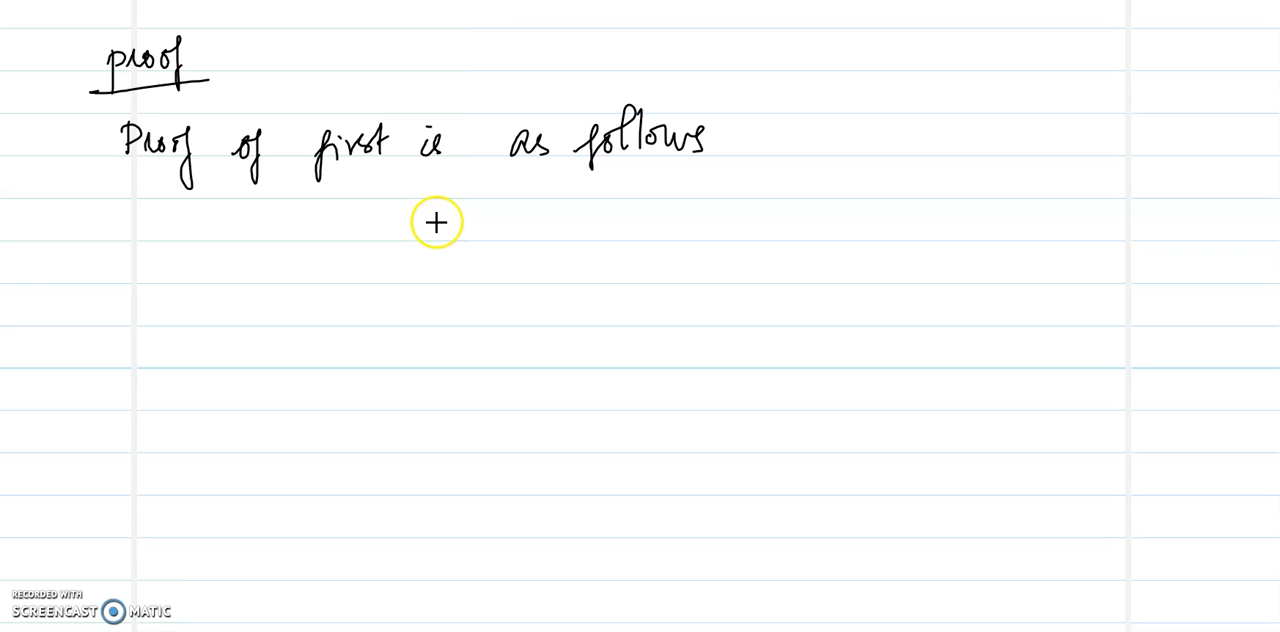 proof
Proof of first is as follows
RECORDED WITH
SCREENCAST MATIC